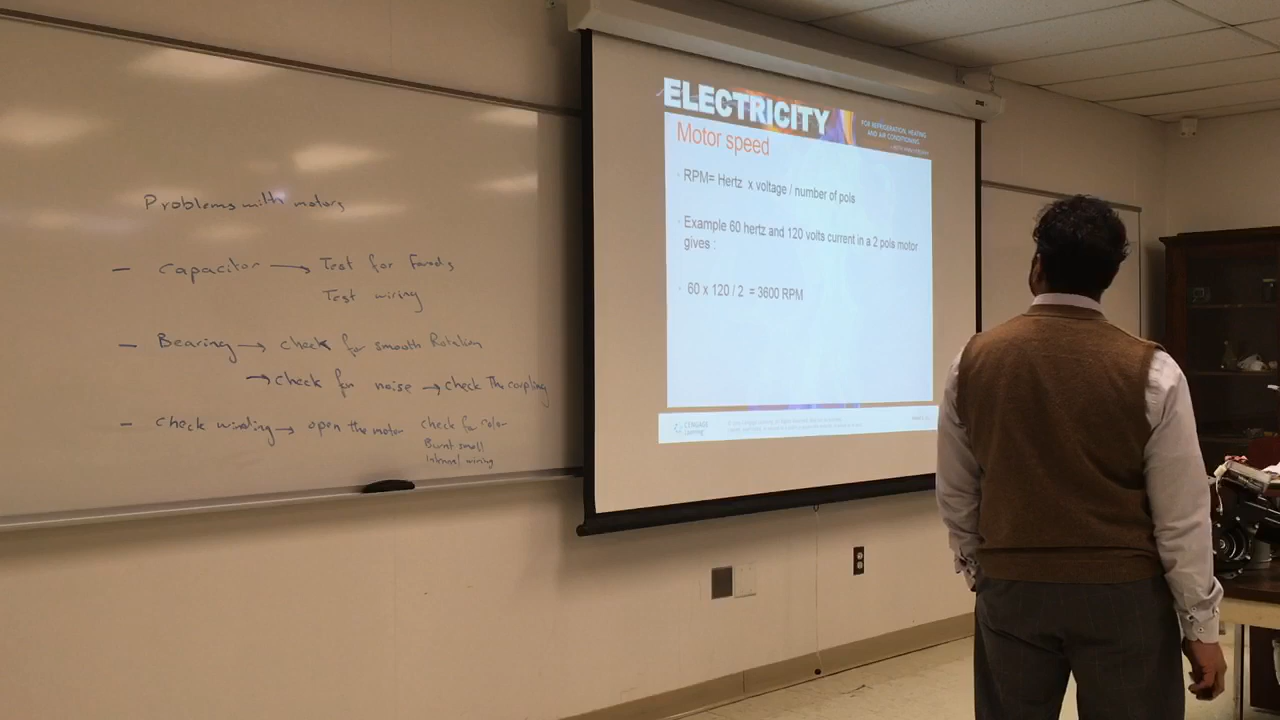 Problems with motors
- Capacitor → Test for Farads
Test wiring
- Bearing → check for smooth Rotation
→ check for noise → check The coupling
- check winding → open the motor check for color
Burnt smell
Internal wiring
ELECTRICITY
FOR REFRIGERATION, HEATING
AND AIR CONDITIONING
Motor speed
· RPM= Hertz x voltage / number of pols
· Example 60 hertz and 120 volts current in a 2 pols motor
gives :
· 60 x 120 / 2 = 3600 RPM
CENGAGE
Learning